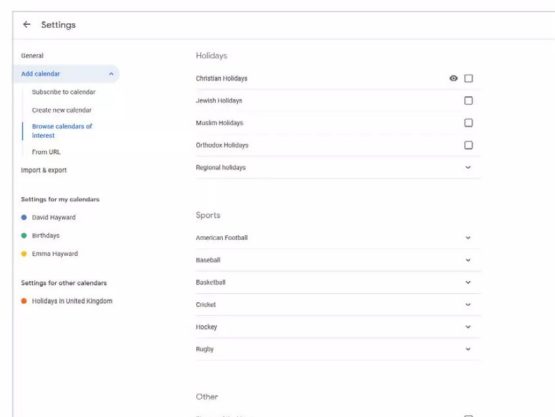 Settings
General
Add calendar
Subscribe to calendar
Create new calendar
Browse calendars of
interest
From URL
Import & export
Settings for my calendars
David Hayward
Birthdays
Emma Hayward
Settings for other calendars
Holidays in United Kingdom
Holidays
Christian Holidays
Jewish Holidays
Muslim Holidays
Orthodox Holidays
Regional holidays
Sports
American Football
Baseball
Basketball
Cricket
Hockey
Rugby
Other